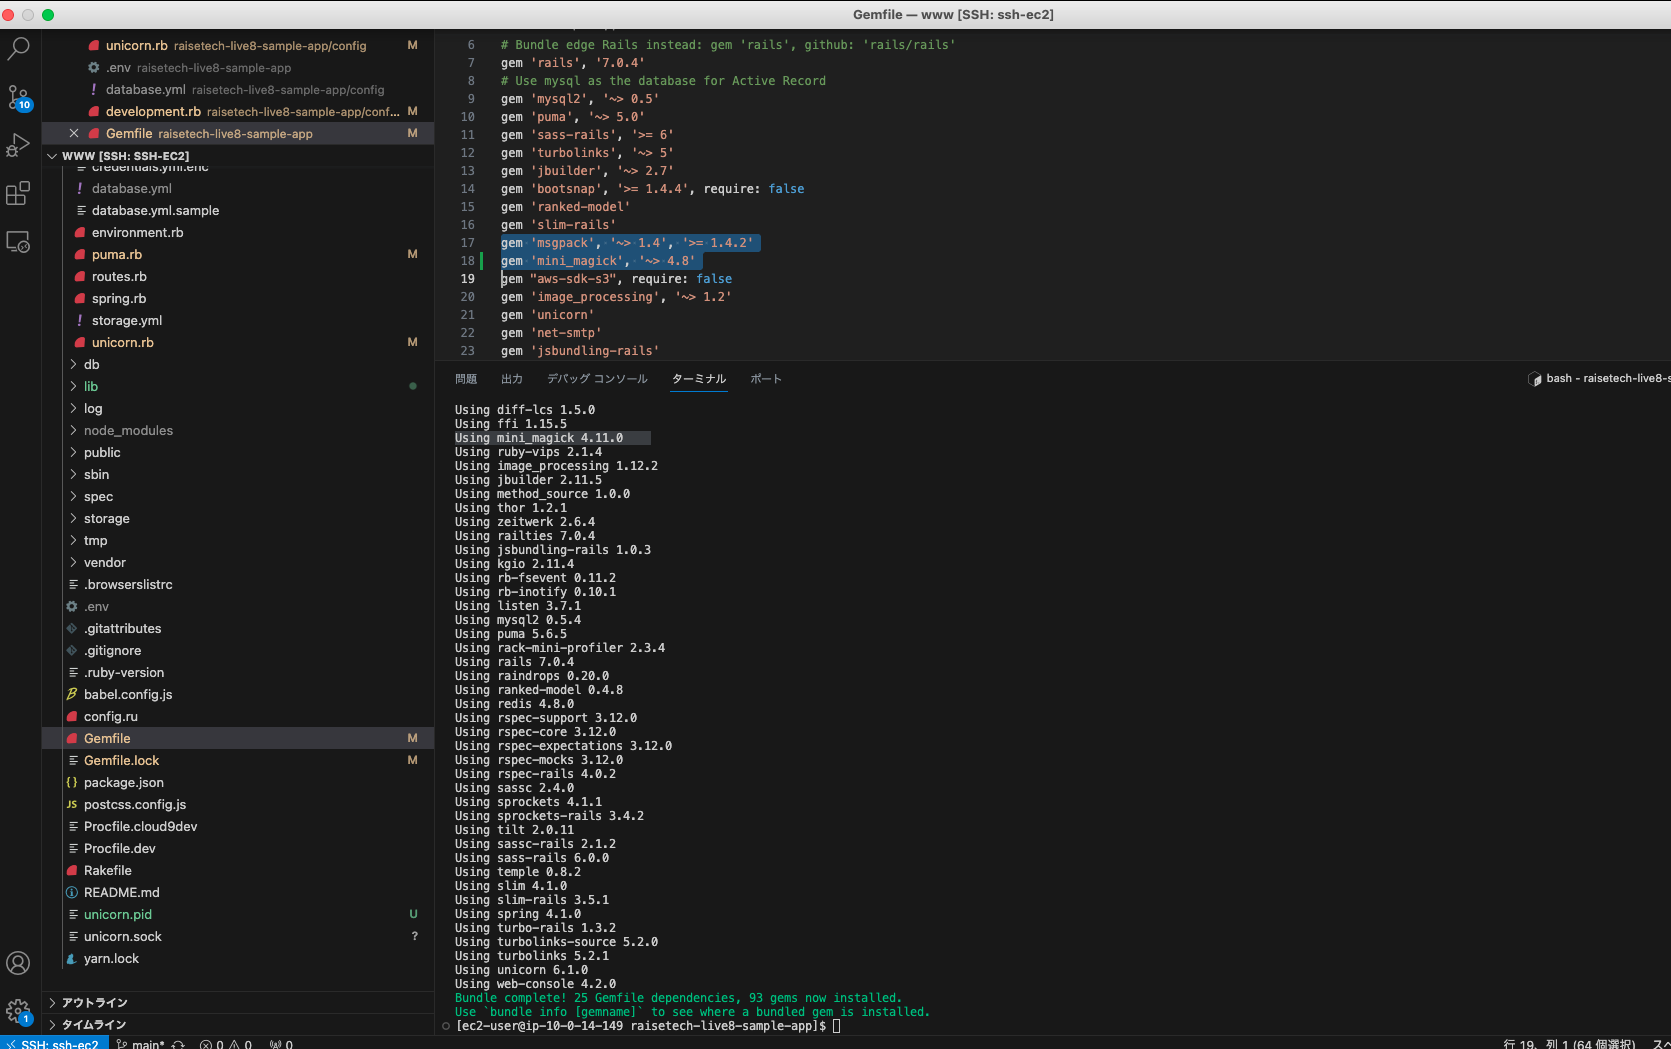 Gemfile — www [SSH: ssh-ec2]
unicorn.rb raisetech-live8-sample-app/config M
.env raisetech-live8-sample-app
! database.yml raisetech-live8-sample-app/config
development.rb raisetech-live8-sample-app/conf... M
Gemfile raisetech-live8-sample-app M
WWW [SSH: SSH-EC2]
credentials.yml.enc
! database.yml
database.yml.sample
environment.rb
puma.rb M
routes.rb
spring.rb
! storage.yml
unicorn.rb M
db
lib
log
node_modules
public
sbin
spec
storage
tmp
vendor
.browserslistrc
.env
.gitattributes
.gitignore
.ruby-version
babel.config.js
config.ru
Gemfile M
Gemfile.lock M
{} package.json
JS postcss.config.js
Procfile.cloud9dev
Procfile.dev
Rakefile
README.md
unicorn.pid U
unicorn.sock ?
yarn.lock
アウトライン
タイムライン
10
1
6 # Bundle edge Rails instead: gem 'rails', github: 'rails/rails'
7 gem 'rails', '7.0.4'
8 # Use mysql as the database for Active Record
9 gem 'mysql2', '~> 0.5'
10 gem 'puma', '~> 5.0'
11 gem 'sass-rails', '>= 6'
12 gem 'turbolinks', '~> 5'
13 gem 'jbuilder', '~> 2.7'
14 gem 'bootsnap', '>= 1.4.4', require: false
15 gem 'ranked-model'
16 gem 'slim-rails'
17 gem 'msgpack', '~> 1.4', '>= 1.4.2'
18 gem 'mini_magick', '~> 4.8'
19 gem "aws-sdk-s3", require: false
20 gem 'image_processing', '~> 1.2'
21 gem 'unicorn'
22 gem 'net-smtp'
23 gem 'jsbundling-rails'
問題 出力 デバッグ コンソール ターミナル ポート
bash - raisetech-live8-s
Using diff-lcs 1.5.0
Using ffi 1.15.5
Using mini_magick 4.11.0
Using ruby-vips 2.1.4
Using image_processing 1.12.2
Using jbuilder 2.11.5
Using method_source 1.0.0
Using thor 1.2.1
Using zeitwerk 2.6.4
Using railties 7.0.4
Using jsbundling-rails 1.0.3
Using kgio 2.11.4
Using rb-fsevent 0.11.2
Using rb-inotify 0.10.1
Using listen 3.7.1
Using mysql2 0.5.4
Using puma 5.6.5
Using rack-mini-profiler 2.3.4
Using rails 7.0.4
Using raindrops 0.20.0
Using ranked-model 0.4.8
Using redis 4.8.0
Using rspec-support 3.12.0
Using rspec-core 3.12.0
Using rspec-expectations 3.12.0
Using rspec-mocks 3.12.0
Using rspec-rails 4.0.2
Using sassc 2.4.0
Using sprockets 4.1.1
Using sprockets-rails 3.4.2
Using tilt 2.0.11
Using sassc-rails 2.1.2
Using sass-rails 6.0.0
Using temple 0.8.2
Using slim 4.1.0
Using slim-rails 3.5.1
Using spring 4.1.0
Using turbo-rails 1.3.2
Using turbolinks-source 5.2.0
Using turbolinks 5.2.1
Using unicorn 6.1.0
Using web-console 4.2.0
Bundle complete! 25 Gemfile dependencies, 93 gems now installed.
Use `bundle info [gemname]` to see where a bundled gem is installed.
[ec2-user@ip-10-0-14-149 raisetech-live8-sample-app]$
SSH: ssh-ec2 main* 0 0 0 行 19、列 1 (64 個選択) スペ